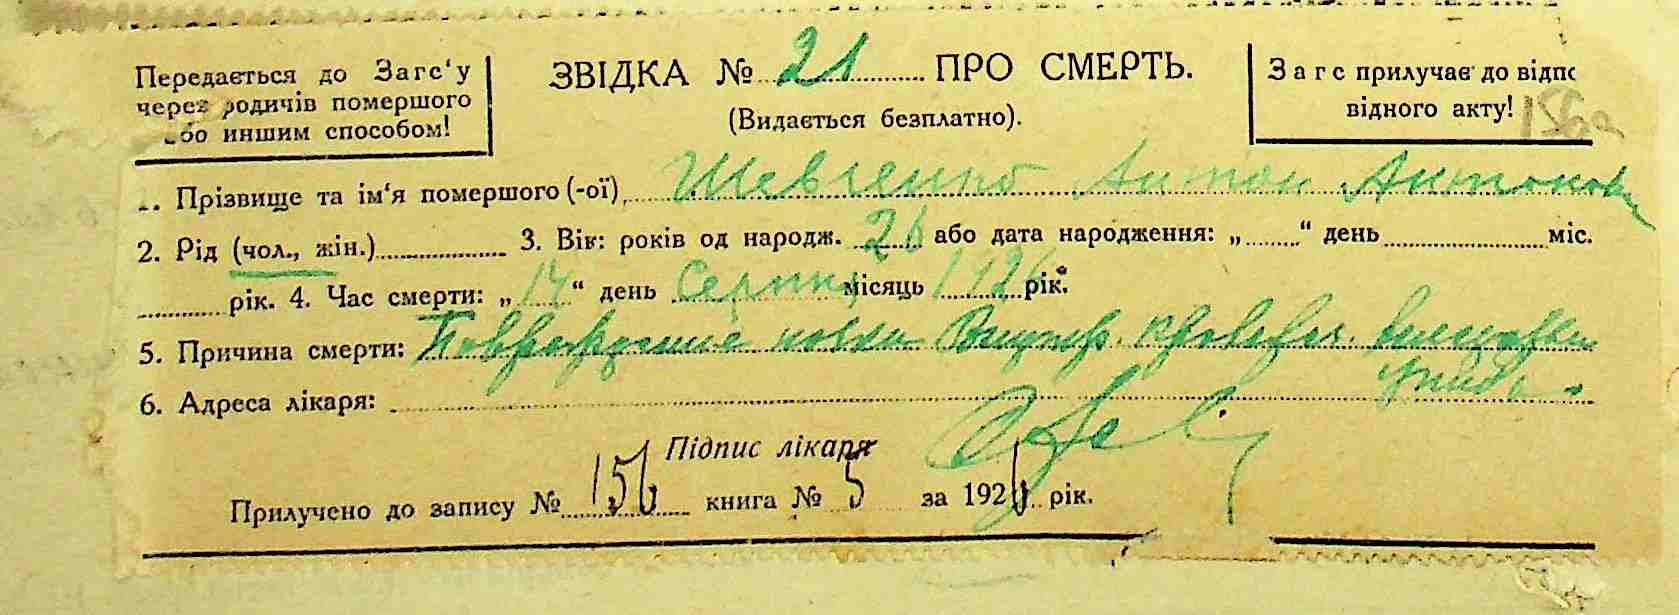 Передається до Загс‘у
через родичів помершого
або иншим способом!
ЗВІДКА № 21 ПРО СМЕРТЬ.
(Видається безплатно).
Загс прилучає до відпо
відного акту!
1. Прізвище та ім‘я помершого (-ої) Шевченко Антон Антонов
2. Рід (чол., жін.) 3. Вік: років од народж. 26 або дата народження: „ “ день міс.
рік. 4. Час смерти: „14“ день Серпня місяць 1926 рік.
5. Причина смерти:
6. Адреса лікаря:
Підпис лікаря
Прилучено до запису № 156 книга № 5 за 1926 рік.